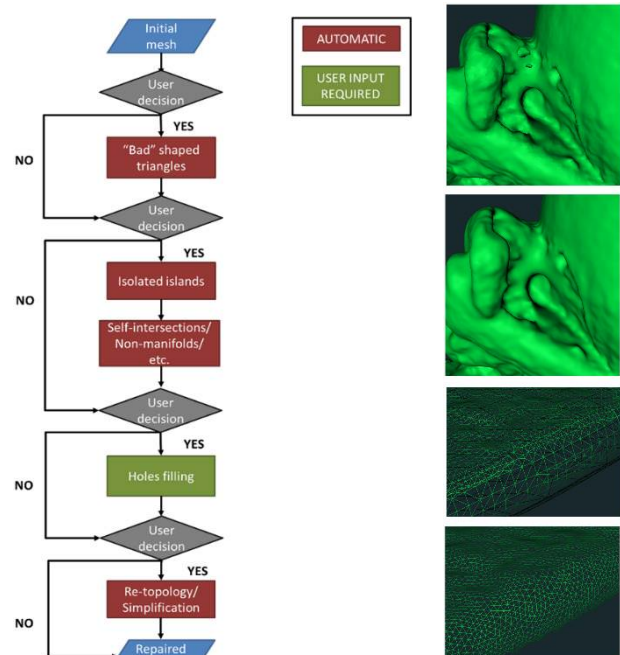 Initial
mesh
AUTOMATIC
USER INPUT
REQUIRED
User
decision
YES
NO
"Bad" shaped
triangles
User
decision
YES
NO
Isolated islands
Self-intersections/
Non-manifolds/
etc.
User
decision
YES
NO
Holes filling
User
decision
YES
NO
Re-topology/
Simplification
Repaired